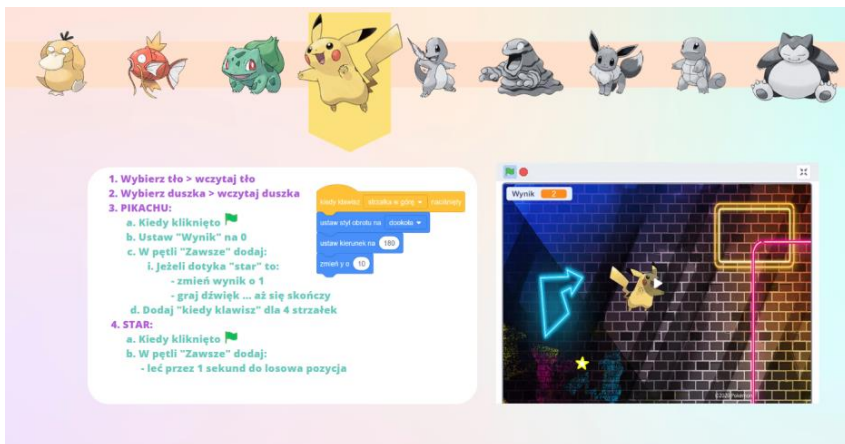 1. Wybierz tło > wczytaj tło
2. Wybierz duszka > wczytaj duszka
3. PIKACHU:
a. Kiedy kliknięto
b. Ustaw "Wynik" na 0
c. W pętli "Zawsze" dodaj:
i. Jeżeli dotyka "star" to:
- zmień wynik o 1
- graj dźwięk ... aż się skończy
d. Dodaj "kiedy klawisz" dla 4 strzałek
4. STAR:
a. Kiedy kliknięto
b. W pętli "Zawsze" dodaj:
- leć przez 1 sekund do losowa pozycja
kiedy klawisz strzałka w górę naciśnięty
ustaw styl obrotu na dookoła
ustaw kierunek na 180
zmień y o 10
Wynik 2